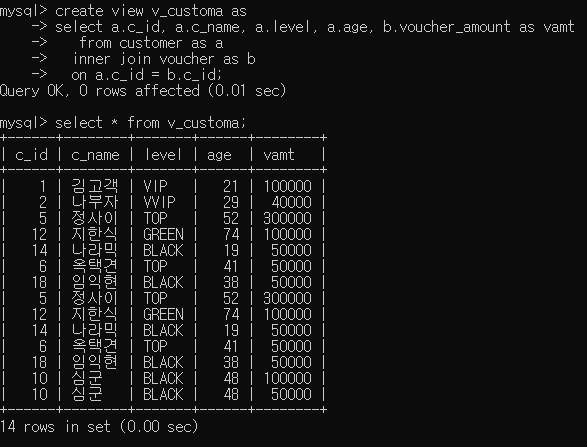 mysql> create view v_customa as
    -> select a.c_id, a.c_name, a.level, a.age, b.voucher_amount as vamt
    ->  from customer as a
    -> inner join voucher as b
    -> on a.c_id = b.c_id;
Query OK, 0 rows affected (0.01 sec)

mysql> select * from v_customa;
+------+--------+-------+------+--------+
| c_id | c_name | level | age | vamt |
+------+--------+-------+------+--------+
| 1 | 김고객 | VIP | 21 | 100000 |
| 2 | 나부자 | VVIP | 29 | 40000 |
| 5 | 정사이 | TOP | 52 | 300000 |
| 12 | 지한식 | GREEN | 74 | 100000 |
| 14 | 나라믹 | BLACK | 19 | 50000 |
| 6 | 옥택견 | TOP | 41 | 50000 |
| 18 | 임익현 | BLACK | 38 | 50000 |
| 5 | 정사이 | TOP | 52 | 300000 |
| 12 | 지한식 | GREEN | 74 | 100000 |
| 14 | 나라믹 | BLACK | 19 | 50000 |
| 6 | 옥택견 | TOP | 41 | 50000 |
| 18 | 임익현 | BLACK | 38 | 50000 |
| 10 | 심군 | BLACK | 48 | 100000 |
| 10 | 심군 | BLACK | 48 | 50000 |
+------+--------+-------+------+--------+
14 rows in set (0.00 sec)